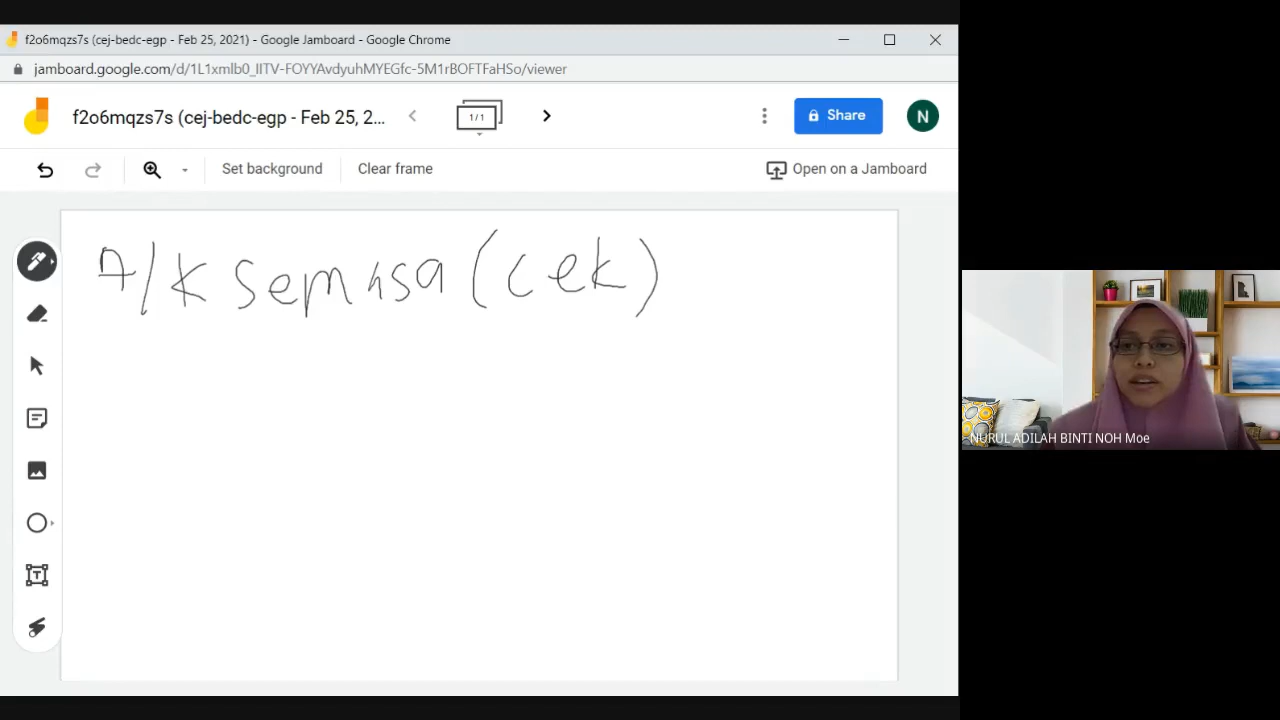 f2o6mqzs7s (cej-bedc-egp - Feb 25, 2021) - Google Jamboard - Google Chrome
jamboard.google.com/d/1L1xmlb0_IITV-FOYYAvdyuhMYEGfc-5M1rBOFTFaHSo/viewer
f2o6mqzs7s (cej-bedc-egp - Feb 25, 2...
1/1
Share
N
Set background
Clear frame
Open on a Jamboard
A/K Semasa (cek)
T
NURUL ADILAH BINTI NOH Moe